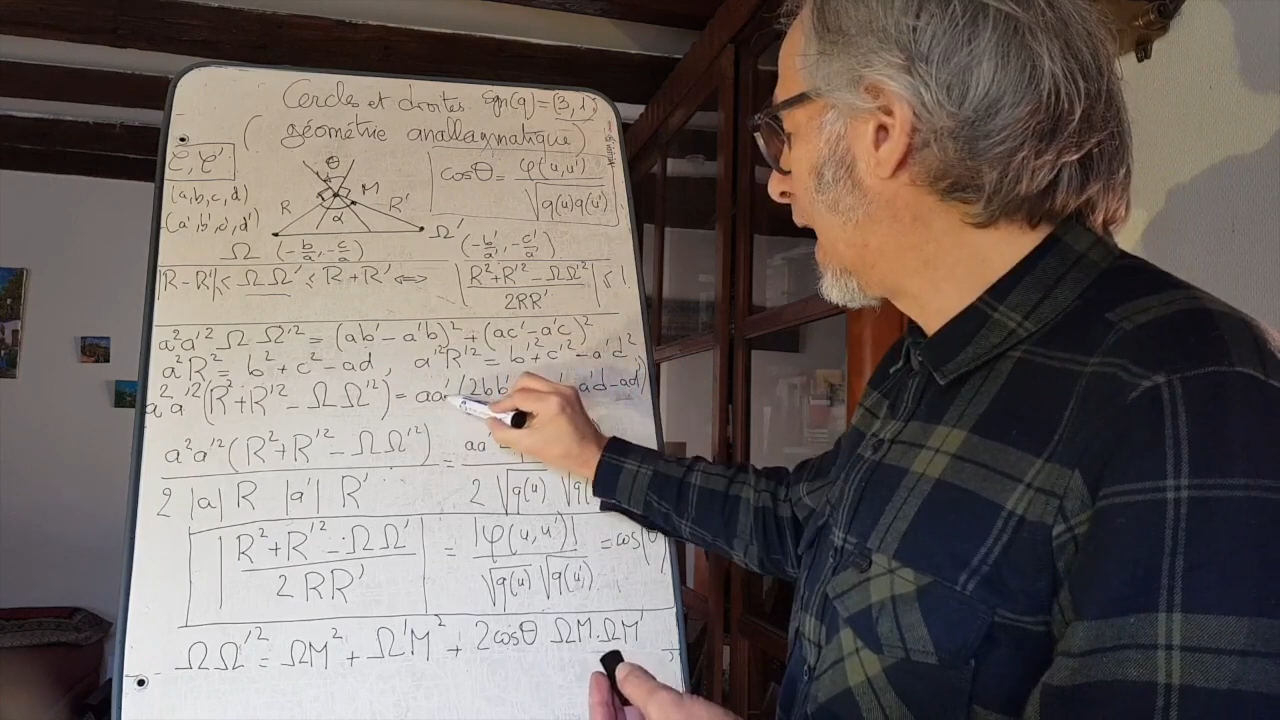 Cercles et droites Sgn(q) = (3, 1)
( géométrie anallagmatique )
C, C'
(a, b, c, d)
(a', b', c', d')
θ
M
R
R'
α
Ω
Ω'
(-b/a, -c/a)
(-b'/a', -c'/a')
cosθ = φ(u, u') / √q(u)q(u')
|R - R'| ≤ ΩΩ' ≤ R + R' ⇔ |(R² + R'² - ΩΩ'²) / 2RR'| ≤ 1
a²a'² ΩΩ'² = (ab' - a'b)² + (ac' - a'c)²
a²R² = b² + c² - ad , a'²R'² = b'² + c'² - a'd'
a²a'² (R² + R'² - ΩΩ'²) = aa' (2bb' a'd - ad')
a²a'² (R² + R'² - ΩΩ'²) / 2 |a| R |a'| R' = aa' / 2 √q(u) √q(
|(R² + R'² - ΩΩ') / 2RR'| = |φ(u, u')| / √q(u) √q(u') = cos(θ)
ΩΩ'² = ΩM² + Ω'M² + 2cosθ ΩM.ΩM'